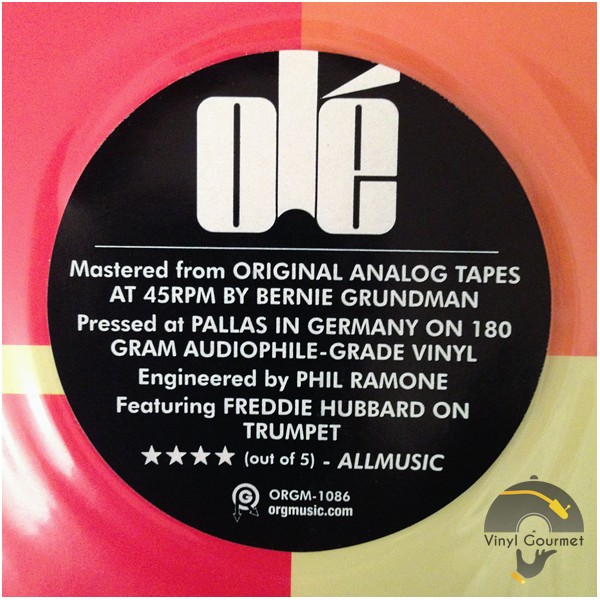 olé
Mastered from ORIGINAL ANALOG TAPES
AT 45RPM BY BERNIE GRUNDMAN
Pressed at PALLAS IN GERMANY ON 180
GRAM AUDIOPHILE-GRADE VINYL
Engineered by PHIL RAMONE
Featuring FREDDIE HUBBARD ON
TRUMPET
★★★★ (out of 5) - ALLMUSIC
ORGM-1086
orgmusic.com
Vinyl Gourmet